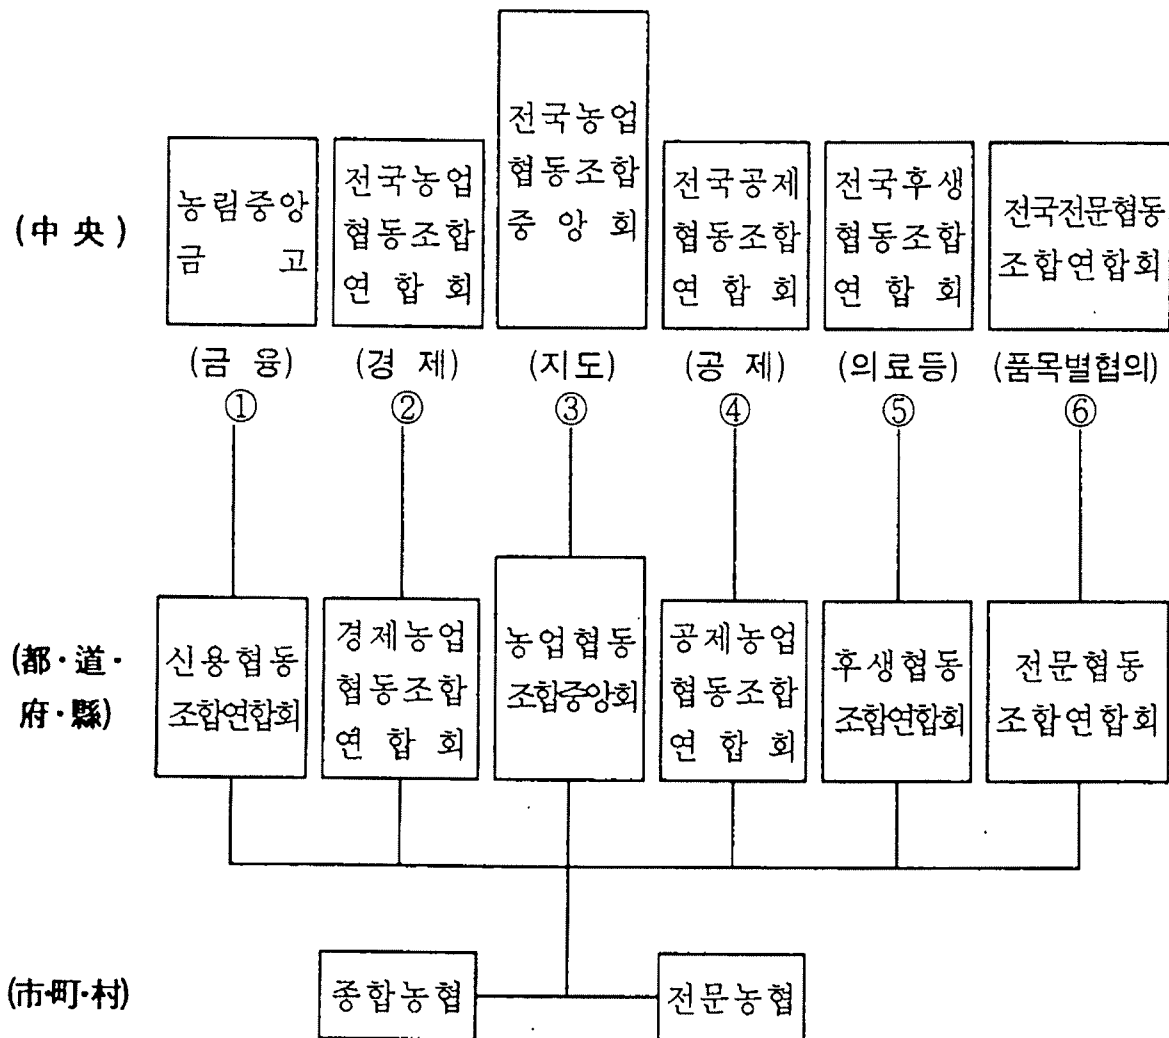 (中央)
농림중앙
금고
전국농업
협동조합
연합회
전국농업
협동조합
중앙회
전국공제
협동조합
연합회
전국후생
협동조합
연합회
전국전문협동
조합연합회
(금융)
(경제)
(지도)
(공제)
(의료등)
(품목별협의)
①
②
③
④
⑤
⑥
(都·道·
府·縣)
신용협동
조합연합회
경제농업
협동조합
연합회
농업협동
조합중앙회
공제농업
협동조합
연합회
후생협동
조합연합회
전문협동
조합연합회
(市·町·村)
종합농협
전문농협